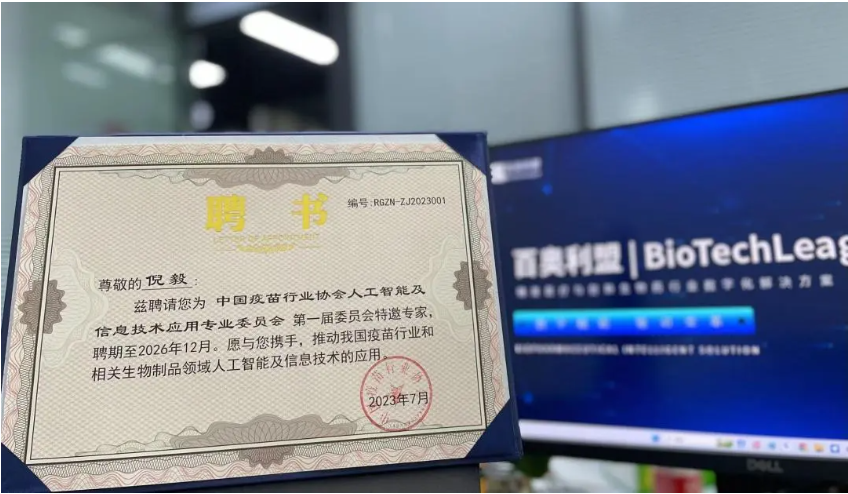 聘 书
LETTER OF APPOINTMENT
编号:RGZN-ZJ2023001
尊敬的 倪毅 :
兹聘请您为 中国疫苗行业协会人工智能及
信息技术应用专业委员会 第一届委员会特邀专家,
聘期至2026年12月。愿与您携手，推动我国疫苗行业和
相关生物制品领域人工智能及信息技术的应用。
2023年7月
百奥利盟|BioTechLeag
DELL